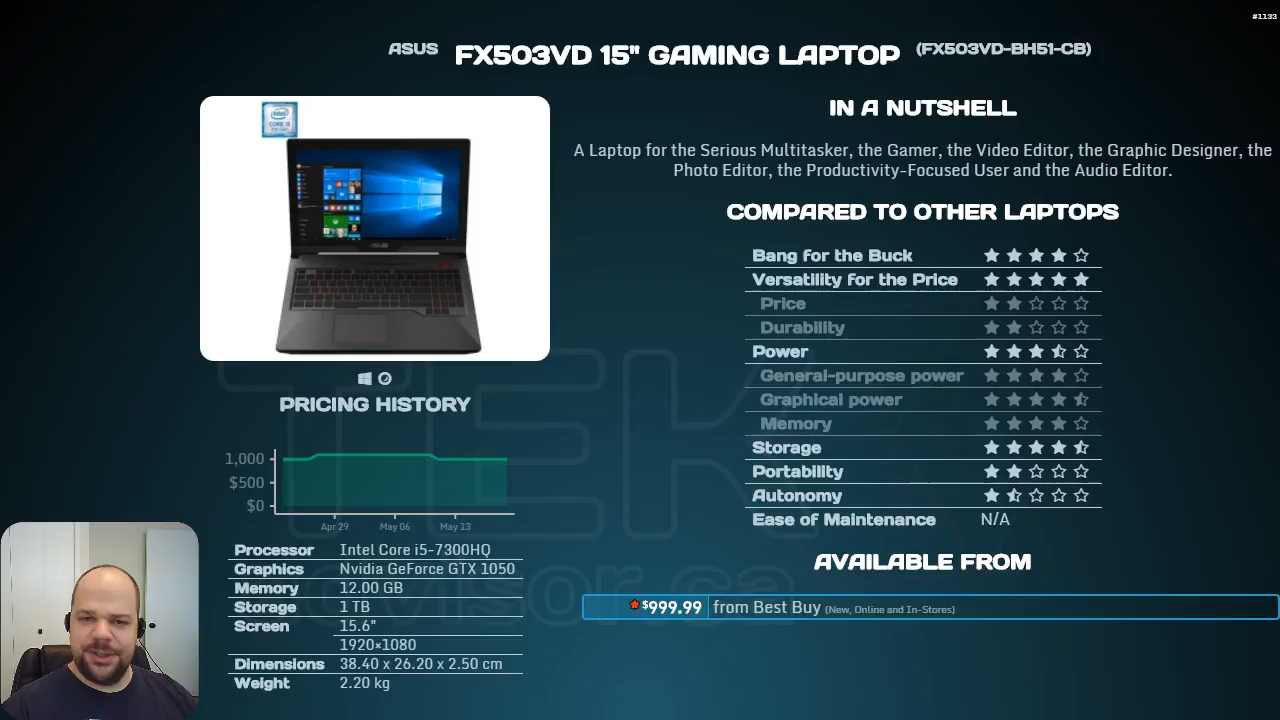 #1133
ASUS FX503VD 15" GAMING LAPTOP (FX503VD-BH51-CB)
intel
CORE i5
ASUS
PRICING HISTORY
1,000
$500
$0
Apr 29 May 06 May 13
Processor Intel Core i5-7300HQ
Graphics Nvidia GeForce GTX 1050
Memory 12.00 GB
Storage 1 TB
Screen 15.6"
1920×1080
Dimensions 38.40 x 26.20 x 2.50 cm
Weight 2.20 kg
IN A NUTSHELL
A Laptop for the Serious Multitasker, the Gamer, the Video Editor, the Graphic Designer, the
Photo Editor, the Productivity-Focused User and the Audio Editor.
COMPARED TO OTHER LAPTOPS
Bang for the Buck
Versatility for the Price
Price
Durability
Power
General-purpose power
Graphical power
Memory
Storage
Portability
Autonomy
Ease of Maintenance N/A
AVAILABLE FROM
$999.99 from Best Buy (New, Online and In-Stores)